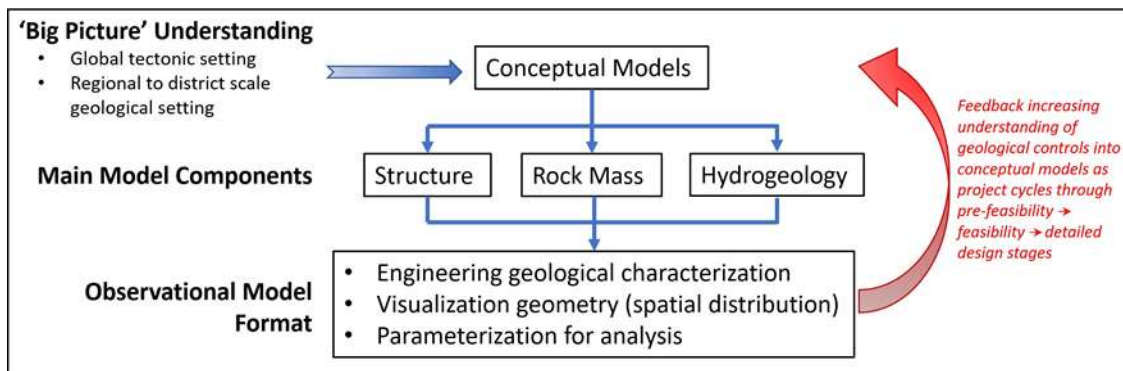 ‘Big Picture’ Understanding
• Global tectonic setting
• Regional to district scale
geological setting
Conceptual Models
Main Model Components
Structure
Rock Mass
Hydrogeology
Observational Model
Format
• Engineering geological characterization
• Visualization geometry (spatial distribution)
• Parameterization for analysis
Feedback increasing
understanding of
geological controls into
conceptual models as
project cycles through
pre-feasibility →
feasibility → detailed
design stages